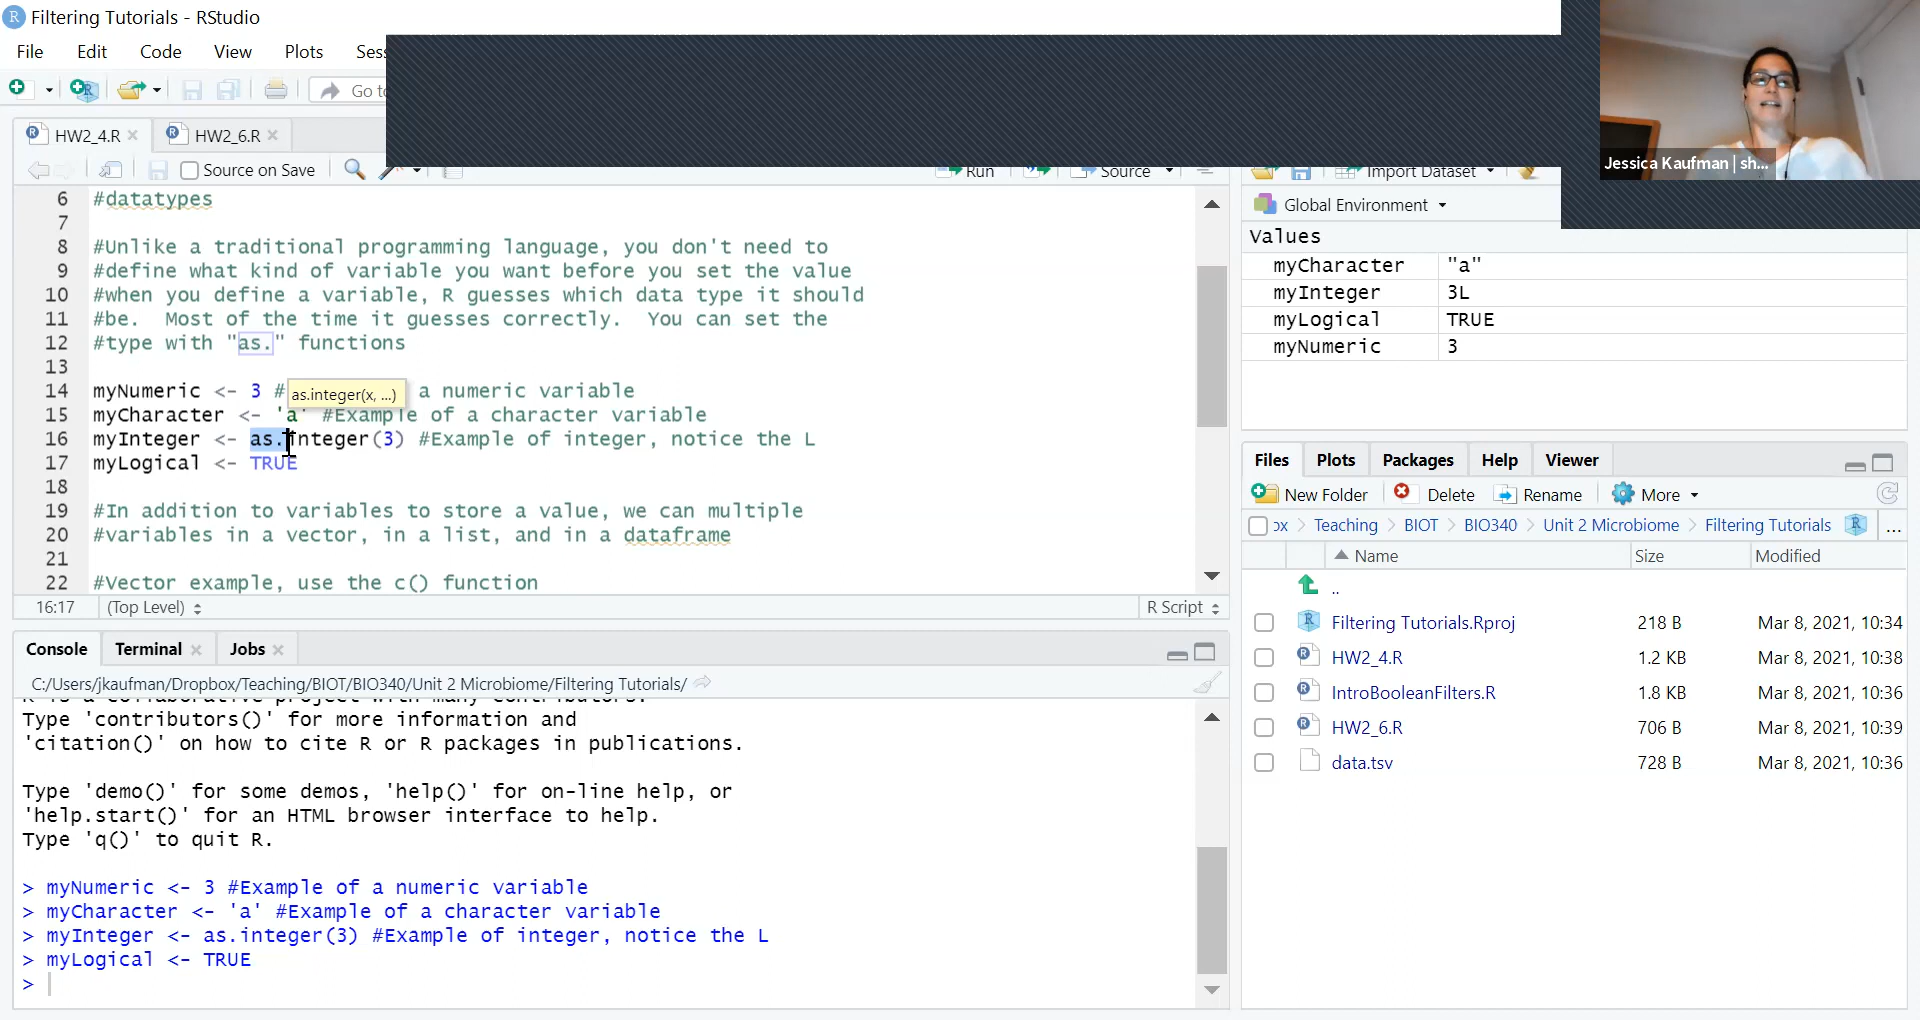 Filtering Tutorials - RStudio
File Edit Code View Plots Sess
Go to
Jessica Kaufman | sh...
HW2_4.R HW2_6.R
Source on Save Run Source Import Dataset
Global Environment
Values
myCharacter "a"
myInteger 3L
myLogical TRUE
myNumeric 3
6 #datatypes
7
8 #Unlike a traditional programming language, you don't need to
9 #define what kind of variable you want before you set the value
10 #when you define a variable, R guesses which data type it should
11 #be. Most of the time it guesses correctly. You can set the
12 #type with "as." functions
13
14 myNumeric <- 3 # a numeric variable
as.integer(x, ...)
15 myCharacter <- 'a' #Example of a character variable
16 myInteger <- as.integer(3) #Example of integer, notice the L
17 myLogical <- TRUE
18
19 #In addition to variables to store a value, we can multiple
20 #variables in a vector, in a list, and in a dataframe
21
22 #Vector example, use the c() function
16:17 (Top Level) R Script
Files Plots Packages Help Viewer
New Folder Delete Rename More
ox Teaching BIOT BIO340 Unit 2 Microbiome Filtering Tutorials ...
Name Size Modified
..
Filtering Tutorials.Rproj 218 B Mar 8, 2021, 10:34
HW2_4.R 1.2 KB Mar 8, 2021, 10:38
IntroBooleanFilters.R 1.8 KB Mar 8, 2021, 10:36
HW2_6.R 706 B Mar 8, 2021, 10:39
data.tsv 728 B Mar 8, 2021, 10:36
Console Terminal Jobs
C:/Users/jkaufman/Dropbox/Teaching/BIOT/BIO340/Unit 2 Microbiome/Filtering Tutorials/
R is a collaborative project with many contributors.
Type 'contributors()' for more information and
'citation()' on how to cite R or R packages in publications.
Type 'demo()' for some demos, 'help()' for on-line help, or
'help.start()' for an HTML browser interface to help.
Type 'q()' to quit R.
> myNumeric <- 3 #Example of a numeric variable
> myCharacter <- 'a' #Example of a character variable
> myInteger <- as.integer(3) #Example of integer, notice the L
> myLogical <- TRUE
>